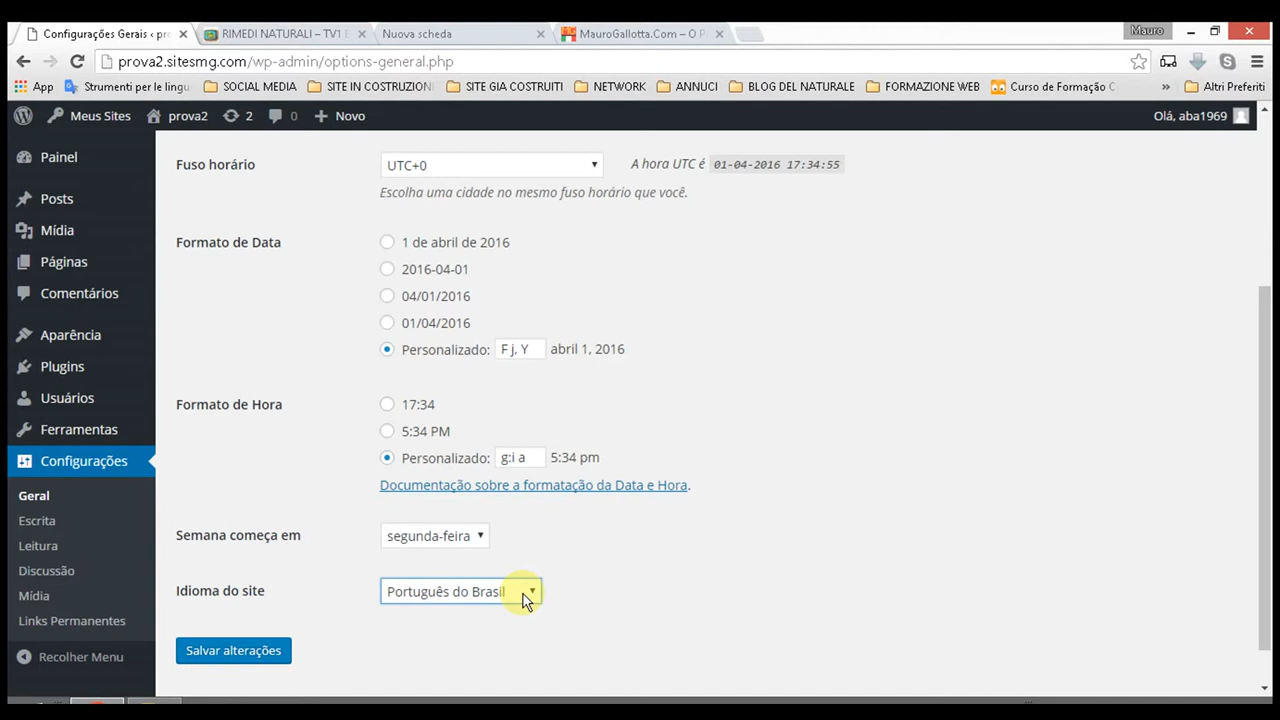 Configurações Gerais ‹ pro
RIMEDI NATURALI – TV1 E
Nuova scheda
MauroGallotta.Com – O P
Mauro
prova2.sitesmg.com/wp-admin/options-general.php
App
Strumenti per le lingu
SOCIAL MEDIA
SITE IN COSTRUZION
SITE GIA COSTRUITI
NETWORK
ANNUCI
BLOG DEL NATURALE
FORMAZIONE WEB
Curso de Formação C
»
Altri Preferiti
Meus Sites
prova2
2
0
Novo
Olá, aba1969
Painel
Posts
Mídia
Páginas
Comentários
Aparência
Plugins
Usuários
Ferramentas
Configurações
Geral
Escrita
Leitura
Discussão
Mídia
Links Permanentes
Recolher Menu
Fuso horário
UTC+0
A hora UTC é 01-04-2016 17:34:55
Escolha uma cidade no mesmo fuso horário que você.
Formato de Data
1 de abril de 2016
2016-04-01
04/01/2016
01/04/2016
Personalizado: F j, Y abril 1, 2016
Formato de Hora
17:34
5:34 PM
Personalizado: g:i a 5:34 pm
Documentação sobre a formatação da Data e Hora.
Semana começa em
segunda-feira
Idioma do site
Português do Brasil
Salvar alterações